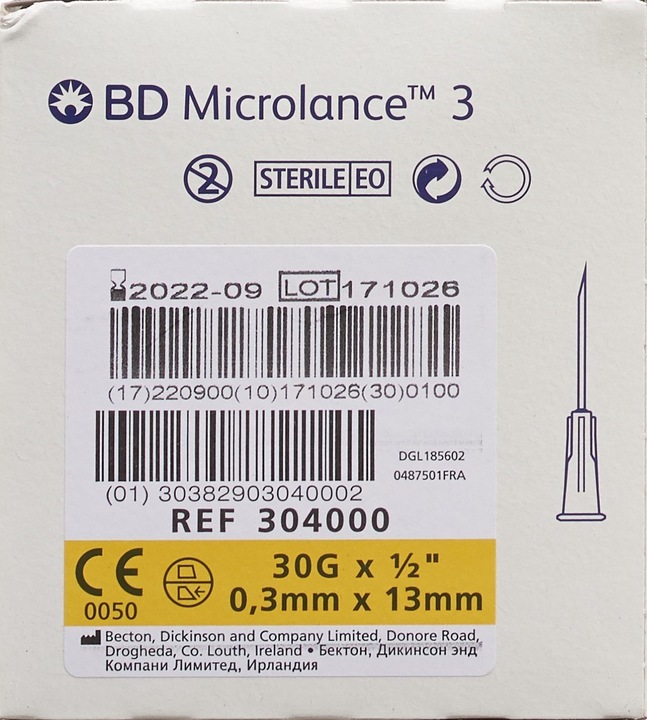 BD Microlance™ 3
2 STERILE EO
2022-09 LOT 171026
(17)220900(10)171026(30)0100
DGL185602
0487501FRA
(01) 30382903040002
REF 304000
CE 30G x ½"
0050 0,3mm x 13mm
Becton, Dickinson and Company Limited, Donore Road,
Drogheda, Co. Louth, Ireland • Бектон, Дикинсон энд
Компани Лимитед, Ирландия